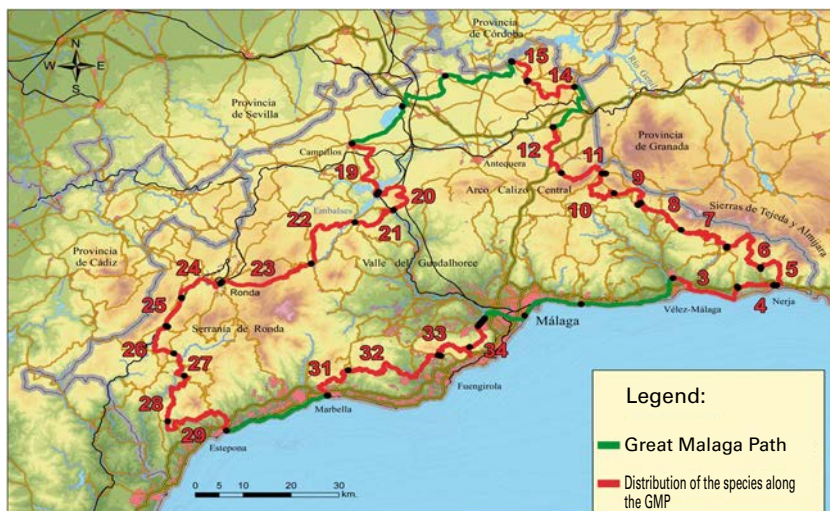 Provincia
de Córdoba
N
W E
S
15
14
Río Genil
Provincia
de Sevilla
Provincia
de Granada
Campillos
12
Antequera
11
19
Arco Calizo Central
9
20
10
Sierras de Tejeda y Almijara
22
Embalses
21
8
7
Provincia
de Cádiz
24
23
Valle del Guadalhorce
6
5
Ronda
3
25
Vélez-Málaga
4
Nerja
Serranía de Ronda
Málaga
26
33
27
32
34
31
Fuengirola
28
Marbella
29
Estepona
0 5 10 20 30
km.
Legend:
Great Malaga Path
Distribution of the species along
the GMP